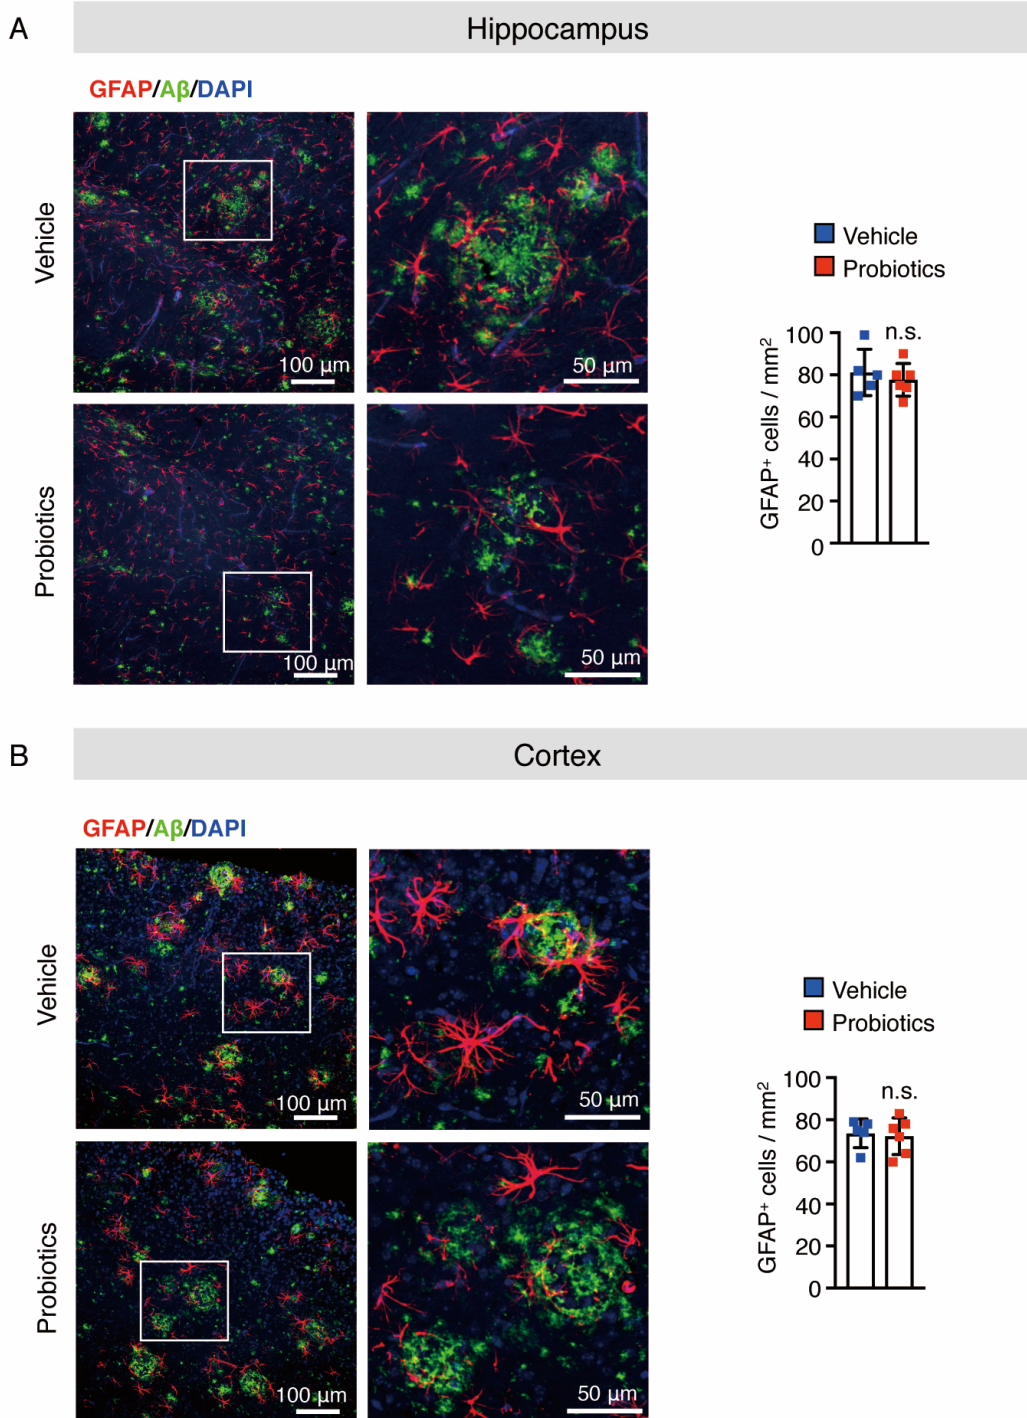 A
Hippocampus
GFAP/Aβ/DAPI
Vehicle
100 μm
50 μm
Probiotics
100 μm
50 μm
Vehicle
Probiotics
n.s.
GFAP⁺ cells / mm²
100
80
60
40
20
0
B
Cortex
GFAP/Aβ/DAPI
Vehicle
100 μm
50 μm
Probiotics
100 μm
50 μm
Vehicle
Probiotics
n.s.
GFAP⁺ cells / mm²
100
80
60
40
20
0